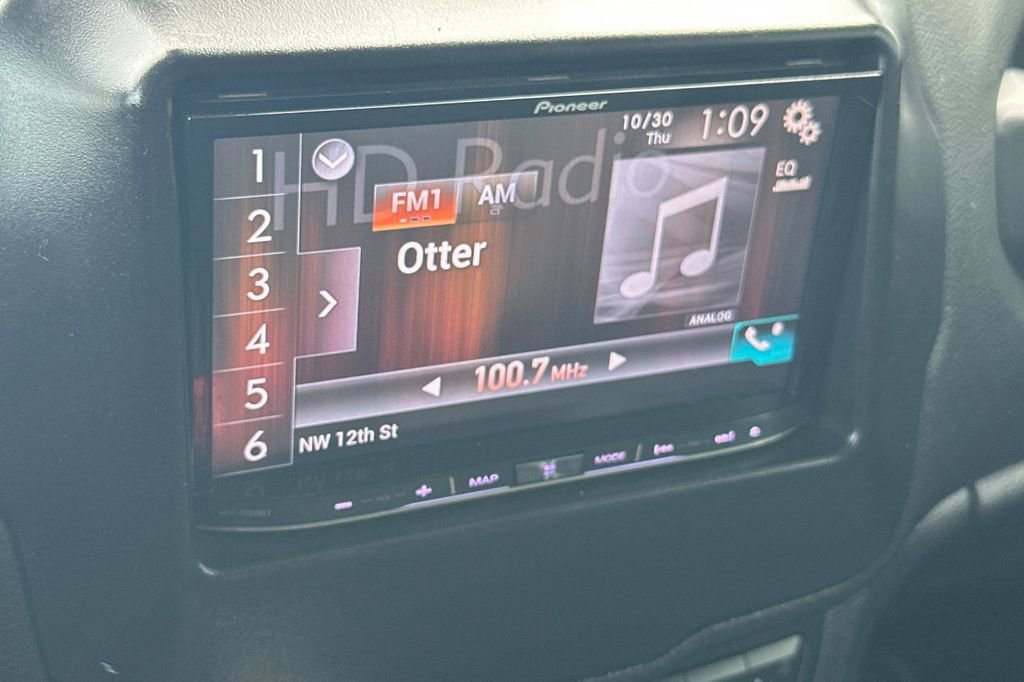 Pioneer
10/30
Thu
1:09
HD Radio
EQ
1
2
3
4
5
6
FM1
AM
Otter
ANALOG
100.7 MHz
NW 12th St
MAP
MODE